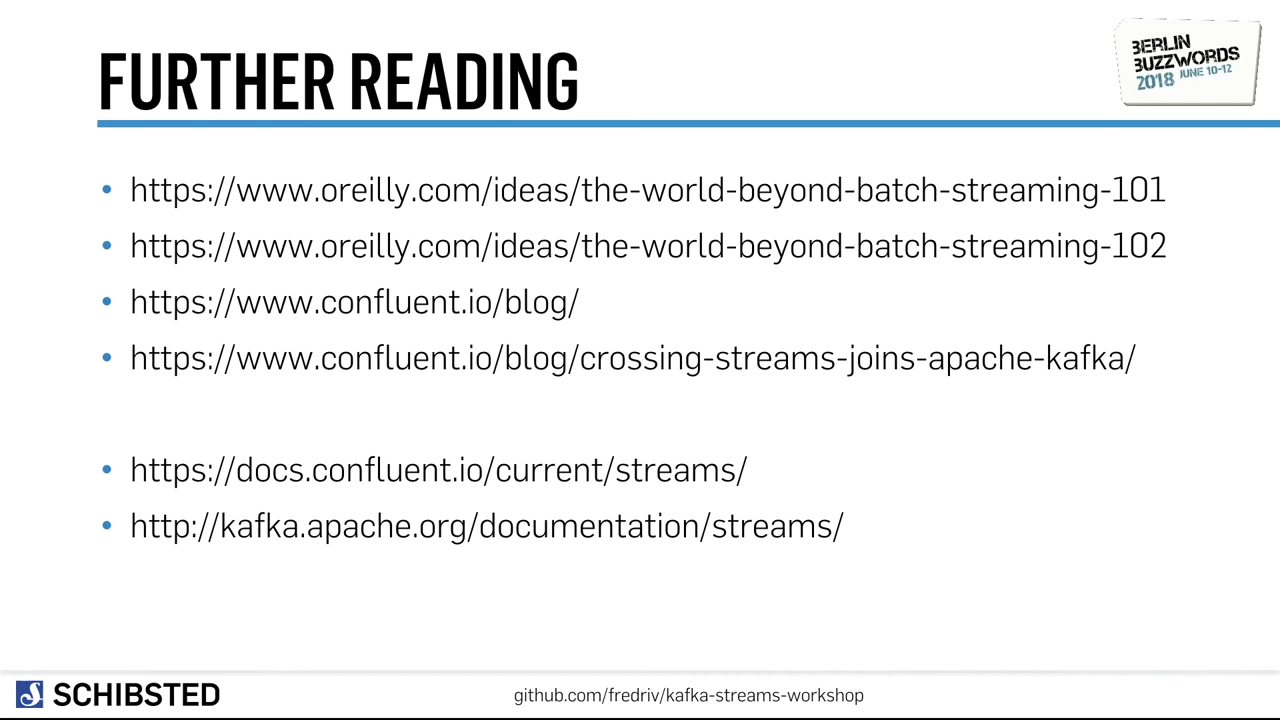 FURTHER READING
BERLIN
BUZZWORDS
2018 JUNE 10-12
• https://www.oreilly.com/ideas/the-world-beyond-batch-streaming-101
• https://www.oreilly.com/ideas/the-world-beyond-batch-streaming-102
• https://www.confluent.io/blog/
• https://www.confluent.io/blog/crossing-streams-joins-apache-kafka/
• https://docs.confluent.io/current/streams/
• http://kafka.apache.org/documentation/streams/
SCHIBSTED
github.com/fredriv/kafka-streams-workshop